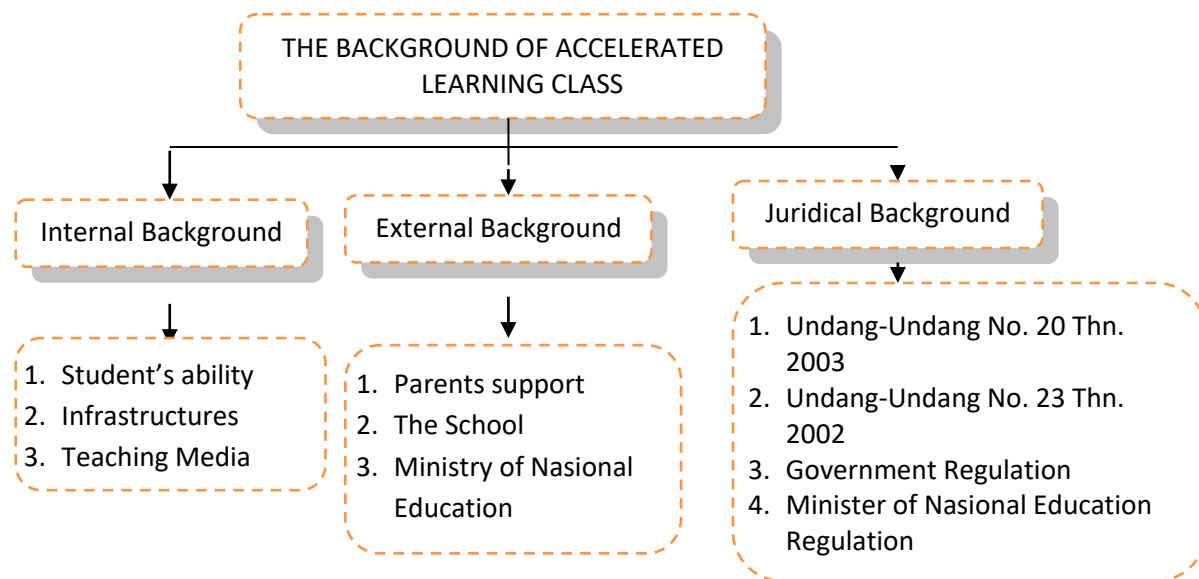 THE BACKGROUND OF ACCELERATED
LEARNING CLASS
Internal Background
External Background
Juridical Background
1. Student’s ability
2. Infrastructures
3. Teaching Media
1. Parents support
2. The School
3. Ministry of Nasional
Education
1. Undang-Undang No. 20 Thn.
2003
2. Undang-Undang No. 23 Thn.
2002
3. Government Regulation
4. Minister of Nasional Education
Regulation